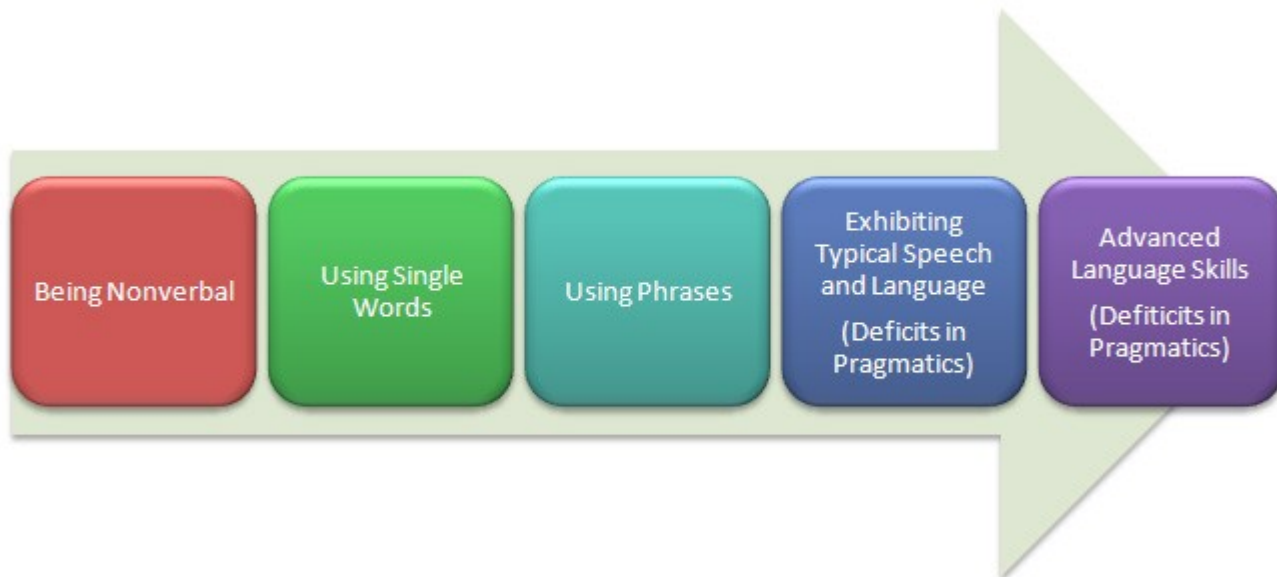 Being Nonverbal
Using Single
Words
Using Phrases
Exhibiting
Typical Speech
and Language
(Deficits in
Pragmatics)
Advanced
Language Skills
(Defiticits in
Pragmatics)